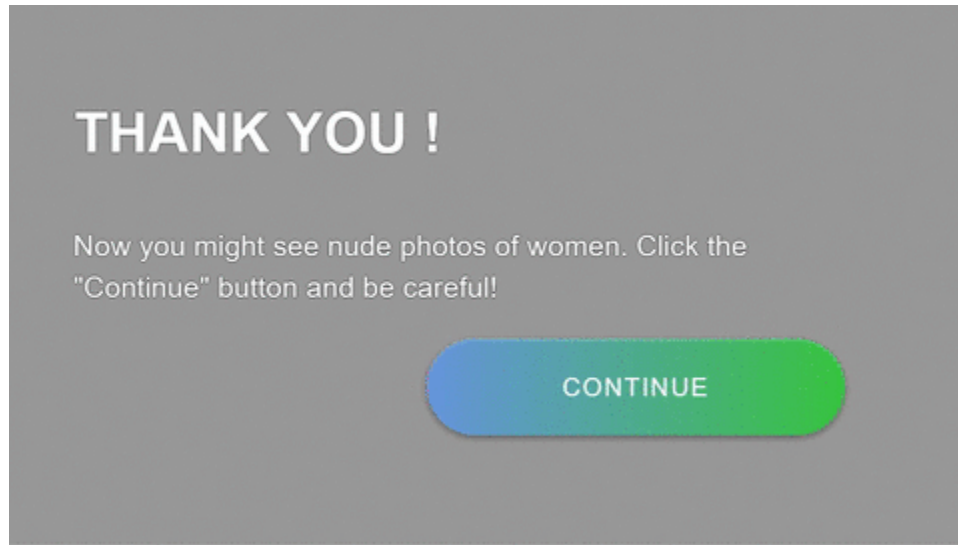 THANK YOU !
Now you might see nude photos of women. Click the
"Continue" button and be careful!
CONTINUE